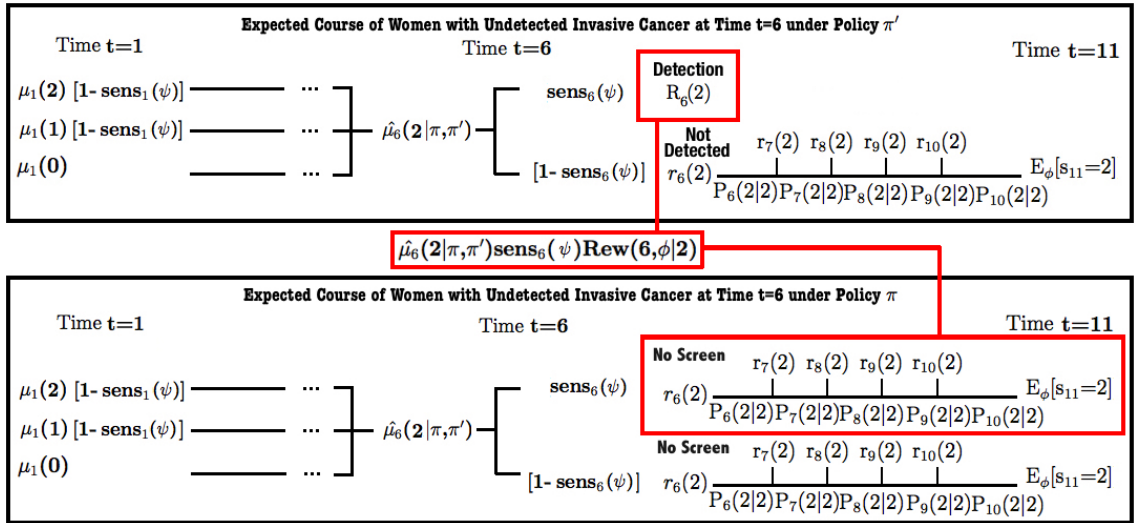 Expected Course of Women with Undetected Invasive Cancer at Time t=6 under Policy π′
Time t=1 Time t=6 Time t=11
Detection
μ₁(2) [1- sens₁(ψ)] ... sens₆(ψ) R₆(2)
μ₁(1) [1- sens₁(ψ)] ... μ̂₆(2|π,π′) Not Detected r₇(2) r₈(2) r₉(2) r₁₀(2)
μ₁(0) ... [1- sens₆(ψ)] r₆(2) E_ϕ[s₁₁=2]
P₆(2|2) P₇(2|2) P₈(2|2) P₉(2|2) P₁₀(2|2)
μ̂₆(2|π,π′)sens₆(ψ)Rew(6,ϕ|2)
Expected Course of Women with Undetected Invasive Cancer at Time t=6 under Policy π
Time t=1 Time t=6 Time t=11
No Screen r₇(2) r₈(2) r₉(2) r₁₀(2)
μ₁(2) [1- sens₁(ψ)] ... sens₆(ψ) r₆(2) E_ϕ[s₁₁=2]
P₆(2|2) P₇(2|2) P₈(2|2) P₉(2|2) P₁₀(2|2)
μ₁(1) [1- sens₁(ψ)] ... μ̂₆(2|π,π′)
No Screen r₇(2) r₈(2) r₉(2) r₁₀(2)
μ₁(0) ... [1- sens₆(ψ)] r₆(2) E_ϕ[s₁₁=2]
P₆(2|2) P₇(2|2) P₈(2|2) P₉(2|2) P₁₀(2|2)